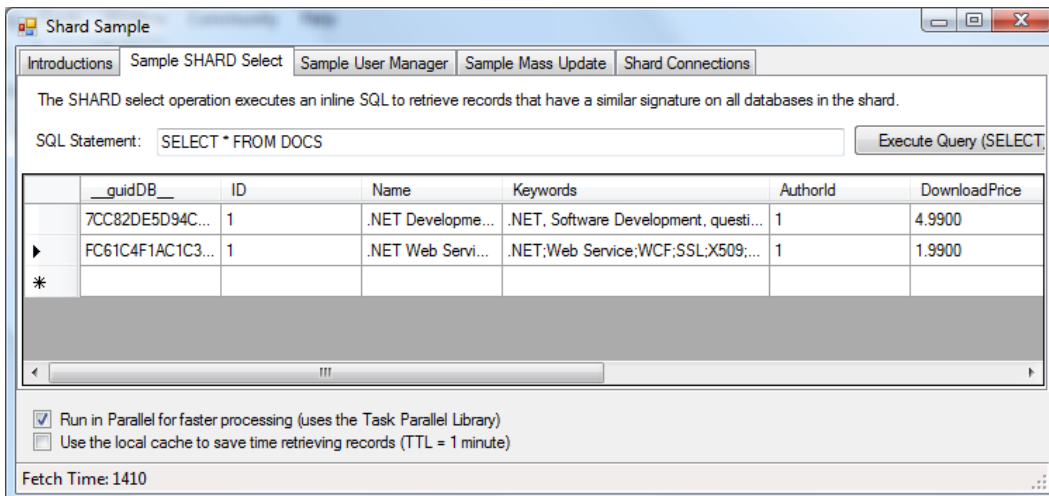 Shard Sample
Introductions Sample SHARD Select Sample User Manager Sample Mass Update Shard Connections
The SHARD select operation executes an inline SQL to retrieve records that have a similar signature on all databases in the shard.
SQL Statement: SELECT * FROM DOCS Execute Query (SELECT
__guidDB__ ID Name Keywords AuthorId DownloadPrice
7CC82DE5D94C... 1 .NET Developme... .NET, Software Development, questi... 1 4.9900
FC61C4F1AC1C3... 1 .NET Web Servi... .NET;Web Service;WCF;SSL;X509;... 1 1.9900
Run in Parallel for faster processing (uses the Task Parallel Library)
Use the local cache to save time retrieving records (TTL = 1 minute)
Fetch Time: 1410